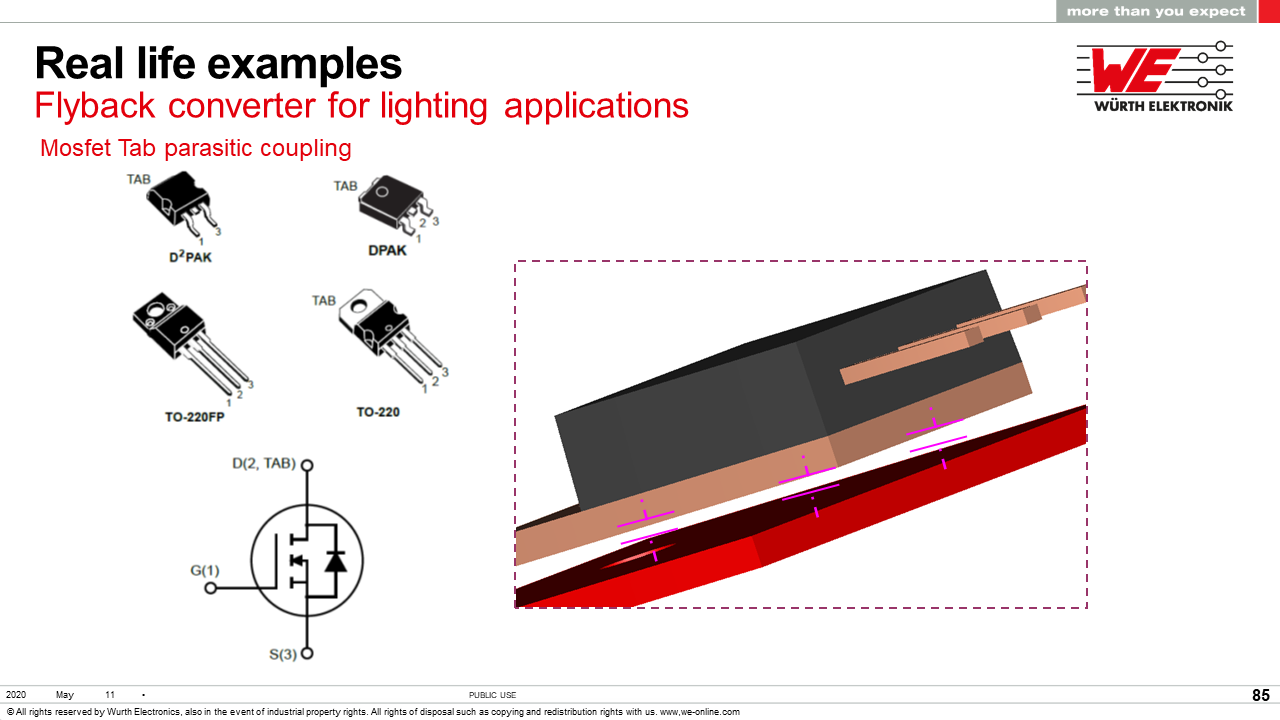 more than you expect
Real life examples
Flyback converter for lighting applications
WE
WÜRTH ELEKTRONIK
Mosfet Tab parasitic coupling
TAB
1
3
D²PAK
TAB
2 3
1
DPAK
3
2
1
TO-220FP
TAB
3
2
1
TO-220
D(2, TAB)
G(1)
S(3)
2020 May 11 • PUBLIC USE 85
© All rights reserved by Wurth Electronics, also in the event of industrial property rights. All rights of disposal such as copying and redistribution rights with us. www,we-online.com